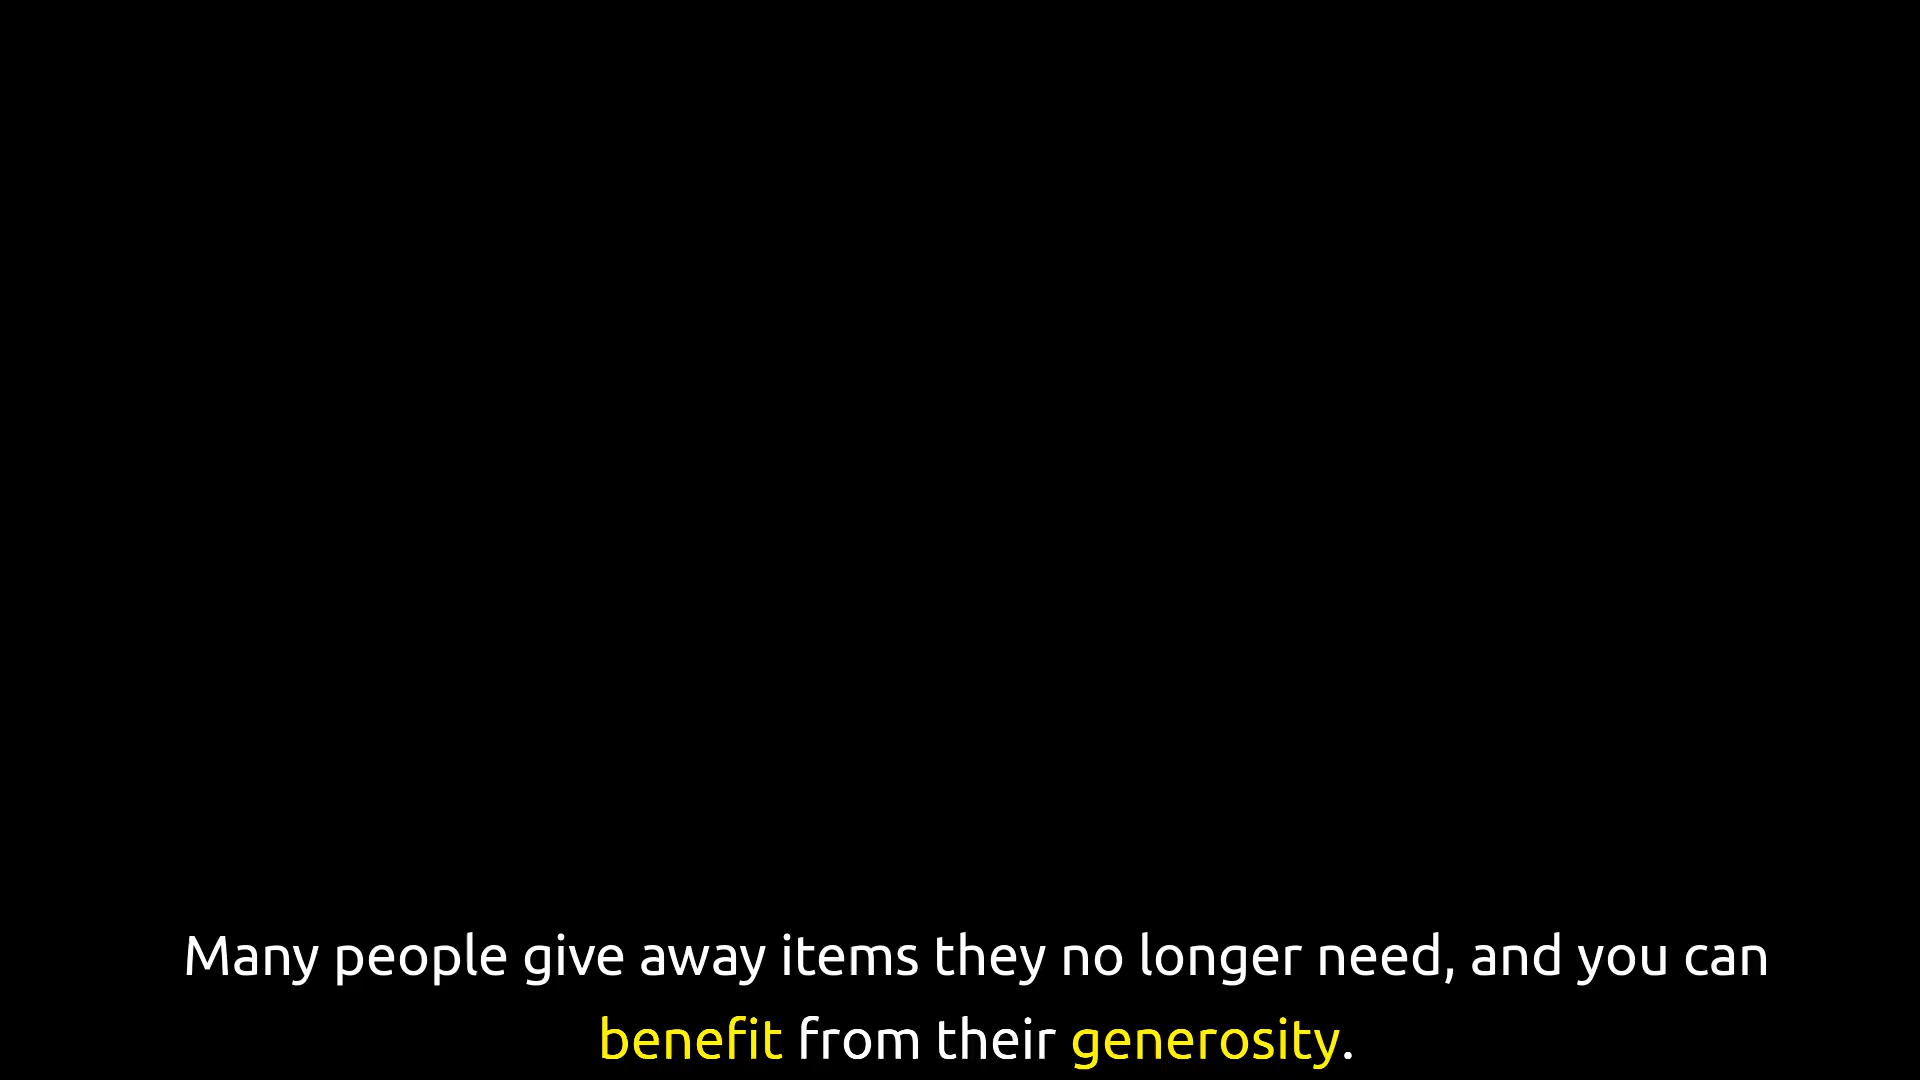 Many people give away items they no longer need, and you can
benefit from their generosity.